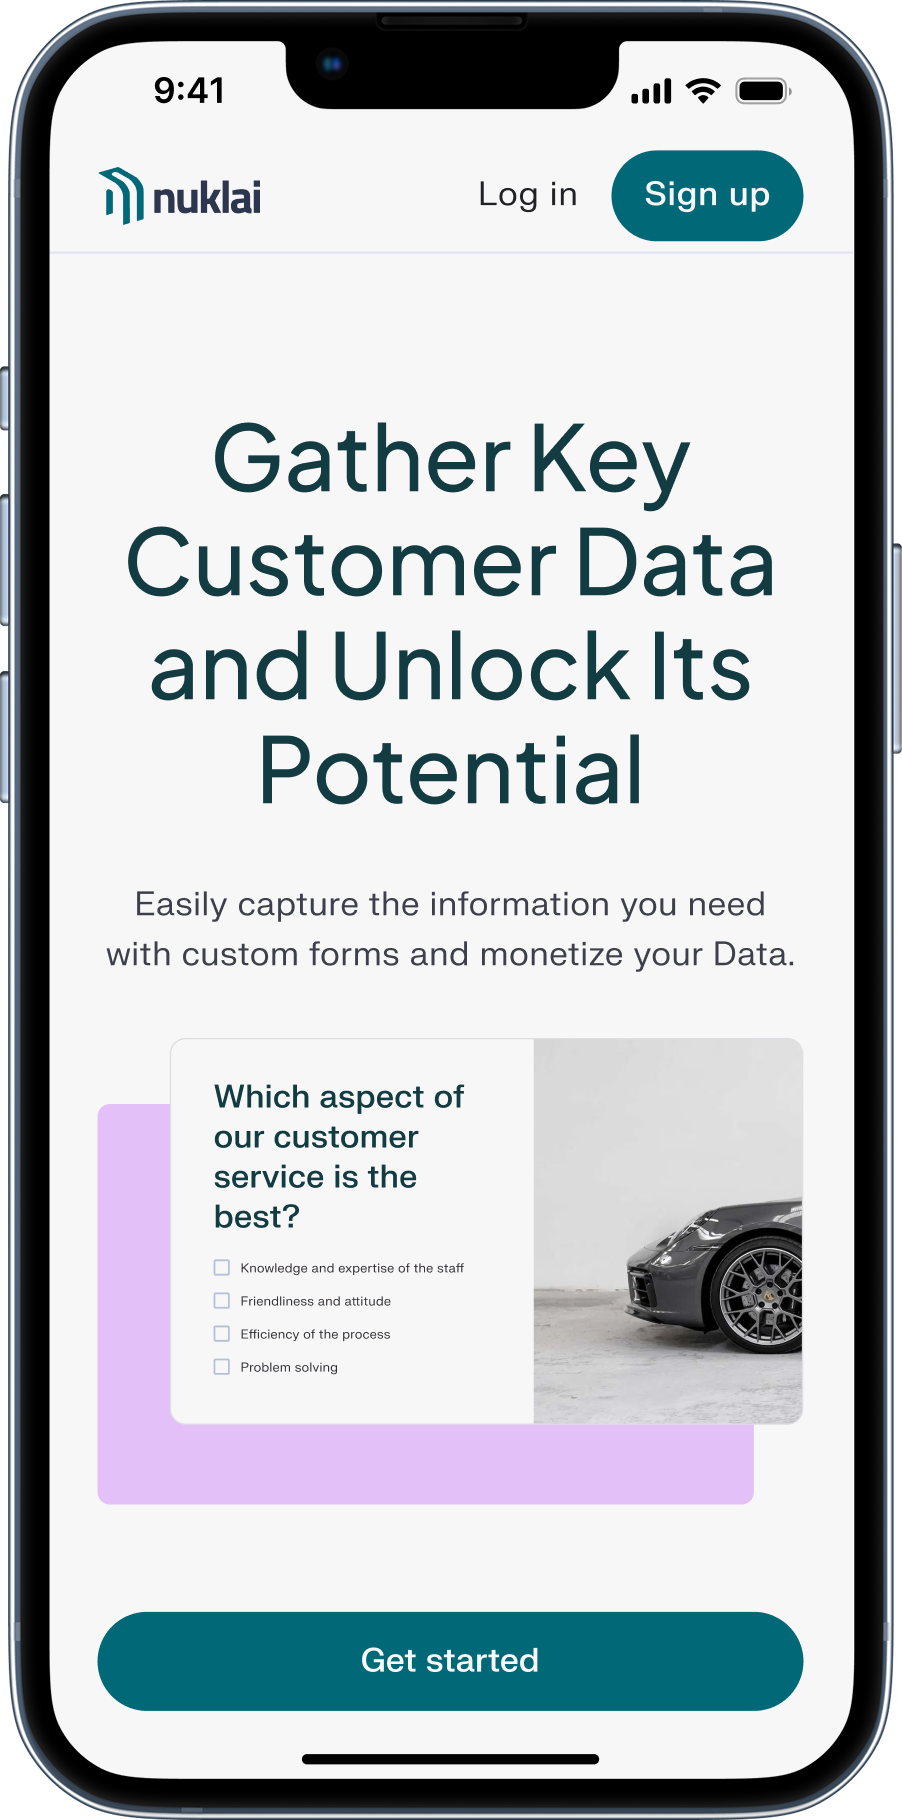 9:41
nuklai
Log in
Sign up
Gather Key
Customer Data
and Unlock Its
Potential
Easily capture the information you need
with custom forms and monetize your Data.
Which aspect of
our customer
service is the
best?
Knowledge and expertise of the staff
Friendliness and attitude
Efficiency of the process
Problem solving
Get started